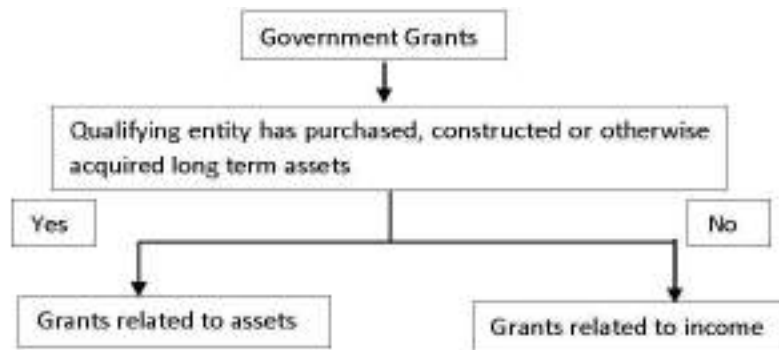 Government Grants
Qualifying entity has purchased, constructed or otherwise
acquired long term assets
Yes
No
Grants related to assets
Grants related to income